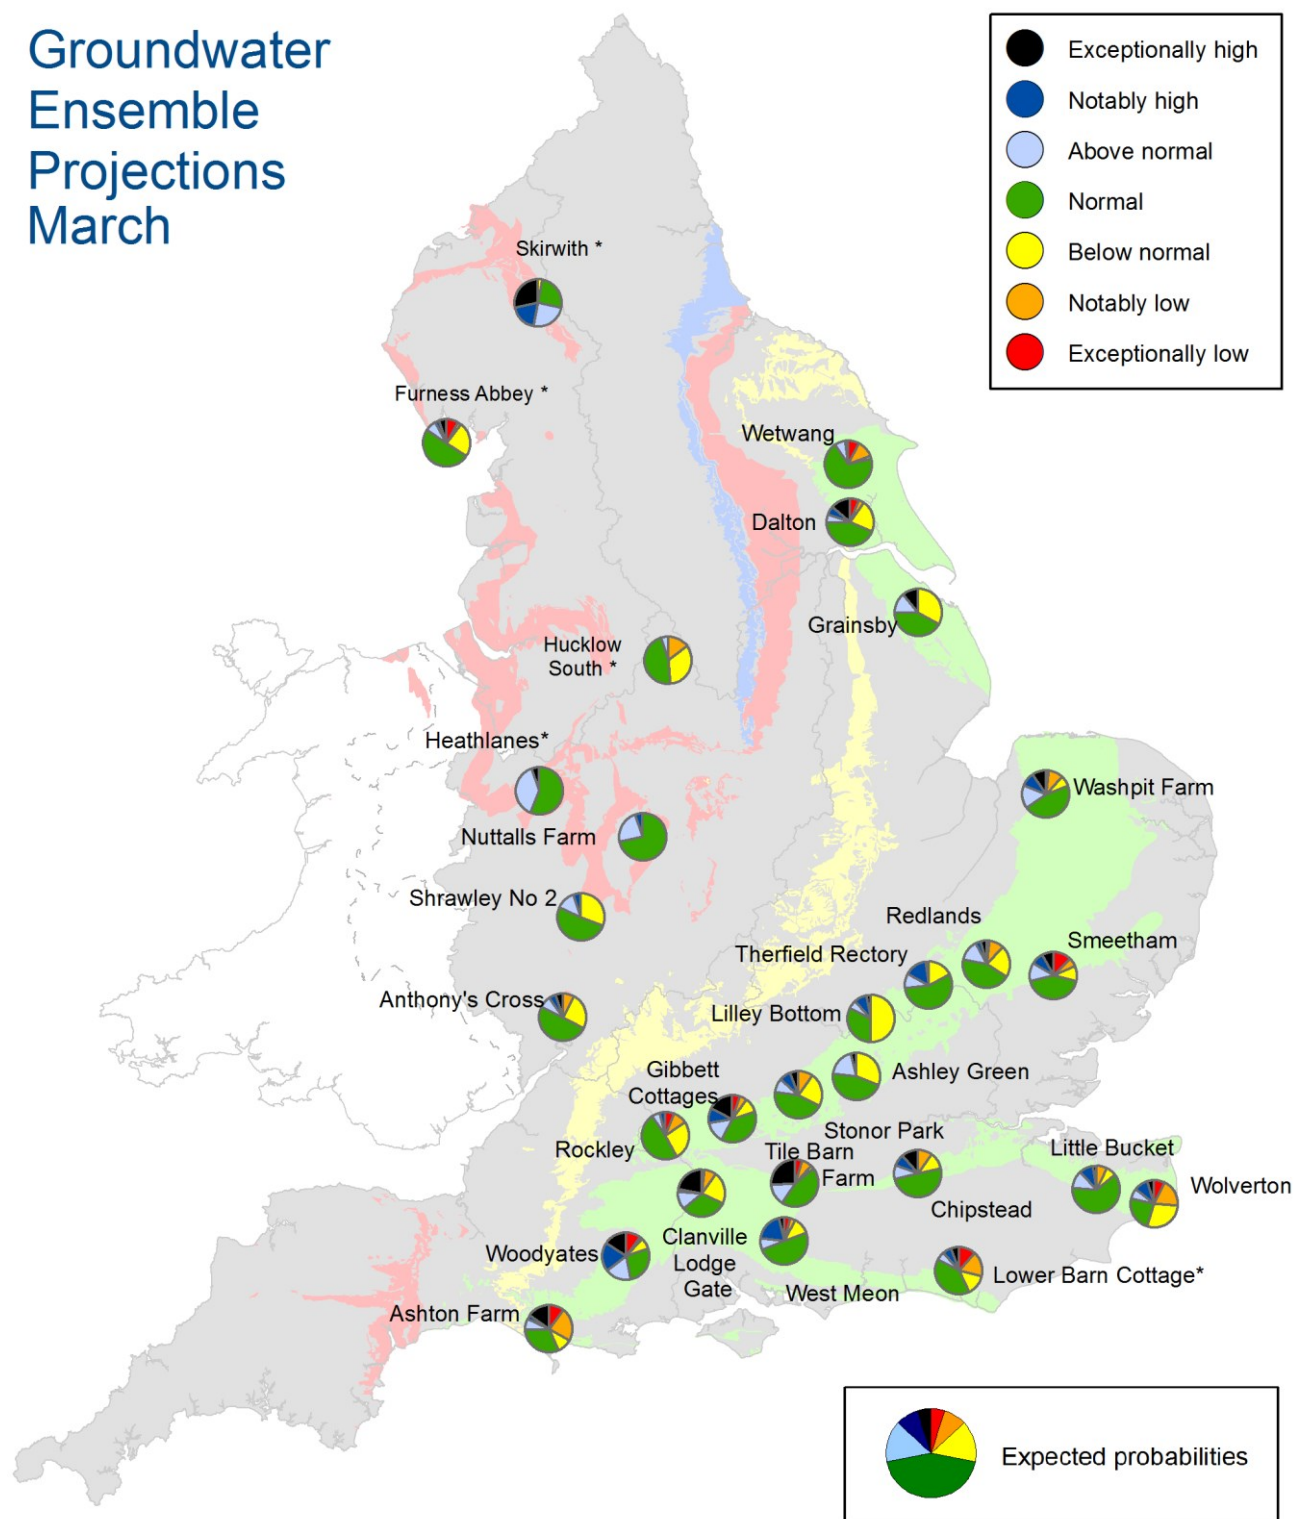 Groundwater
Ensemble
Projections
March
Exceptionally high
Notably high
Above normal
Normal
Below normal
Notably low
Exceptionally low
Skirwith *
Furness Abbey *
Wetwang
Dalton
Grainsby
Hucklow
South *
Heathlanes*
Washpit Farm
Nuttalls Farm
Shrawley No 2
Redlands
Smeetham
Therfield Rectory
Anthony's Cross
Lilley Bottom
Gibbett
Cottages
Ashley Green
Stonor Park
Rockley
Tile Barn
Farm
Little Bucket
Wolverton
Chipstead
Woodyates
Clanville
Lodge
Gate
Lower Barn Cottage*
West Meon
Ashton Farm
Expected probabilities